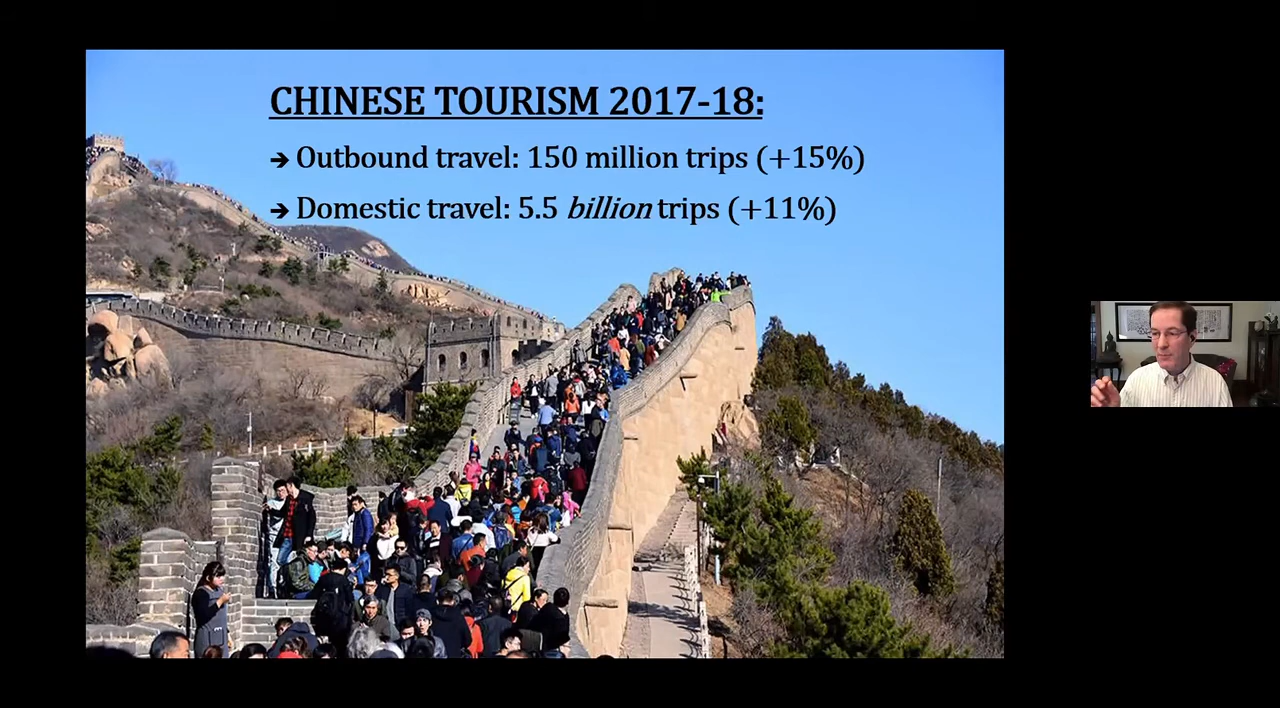 CHINESE TOURISM 2017-18:
→ Outbound travel: 150 million trips (+15%)
→ Domestic travel: 5.5 billion trips (+11%)